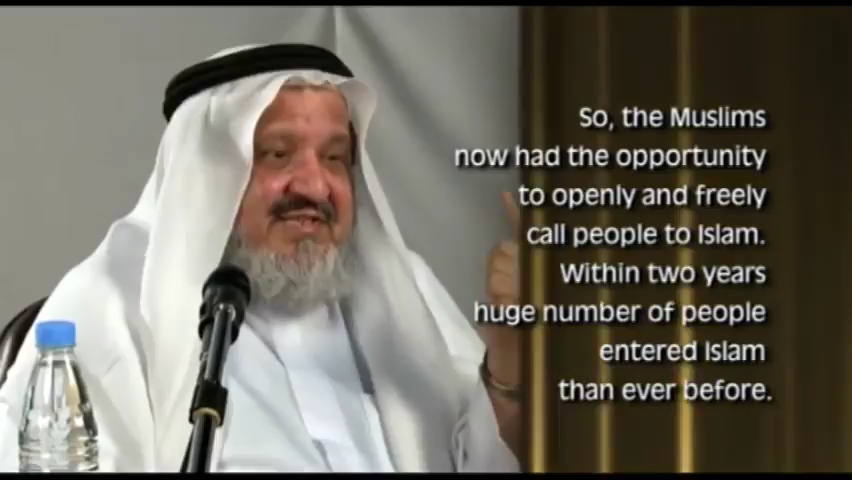 So, the Muslims
now had the opportunity
to openly and freely
call people to Islam.
Within two years
huge number of people
entered Islam
than ever before.